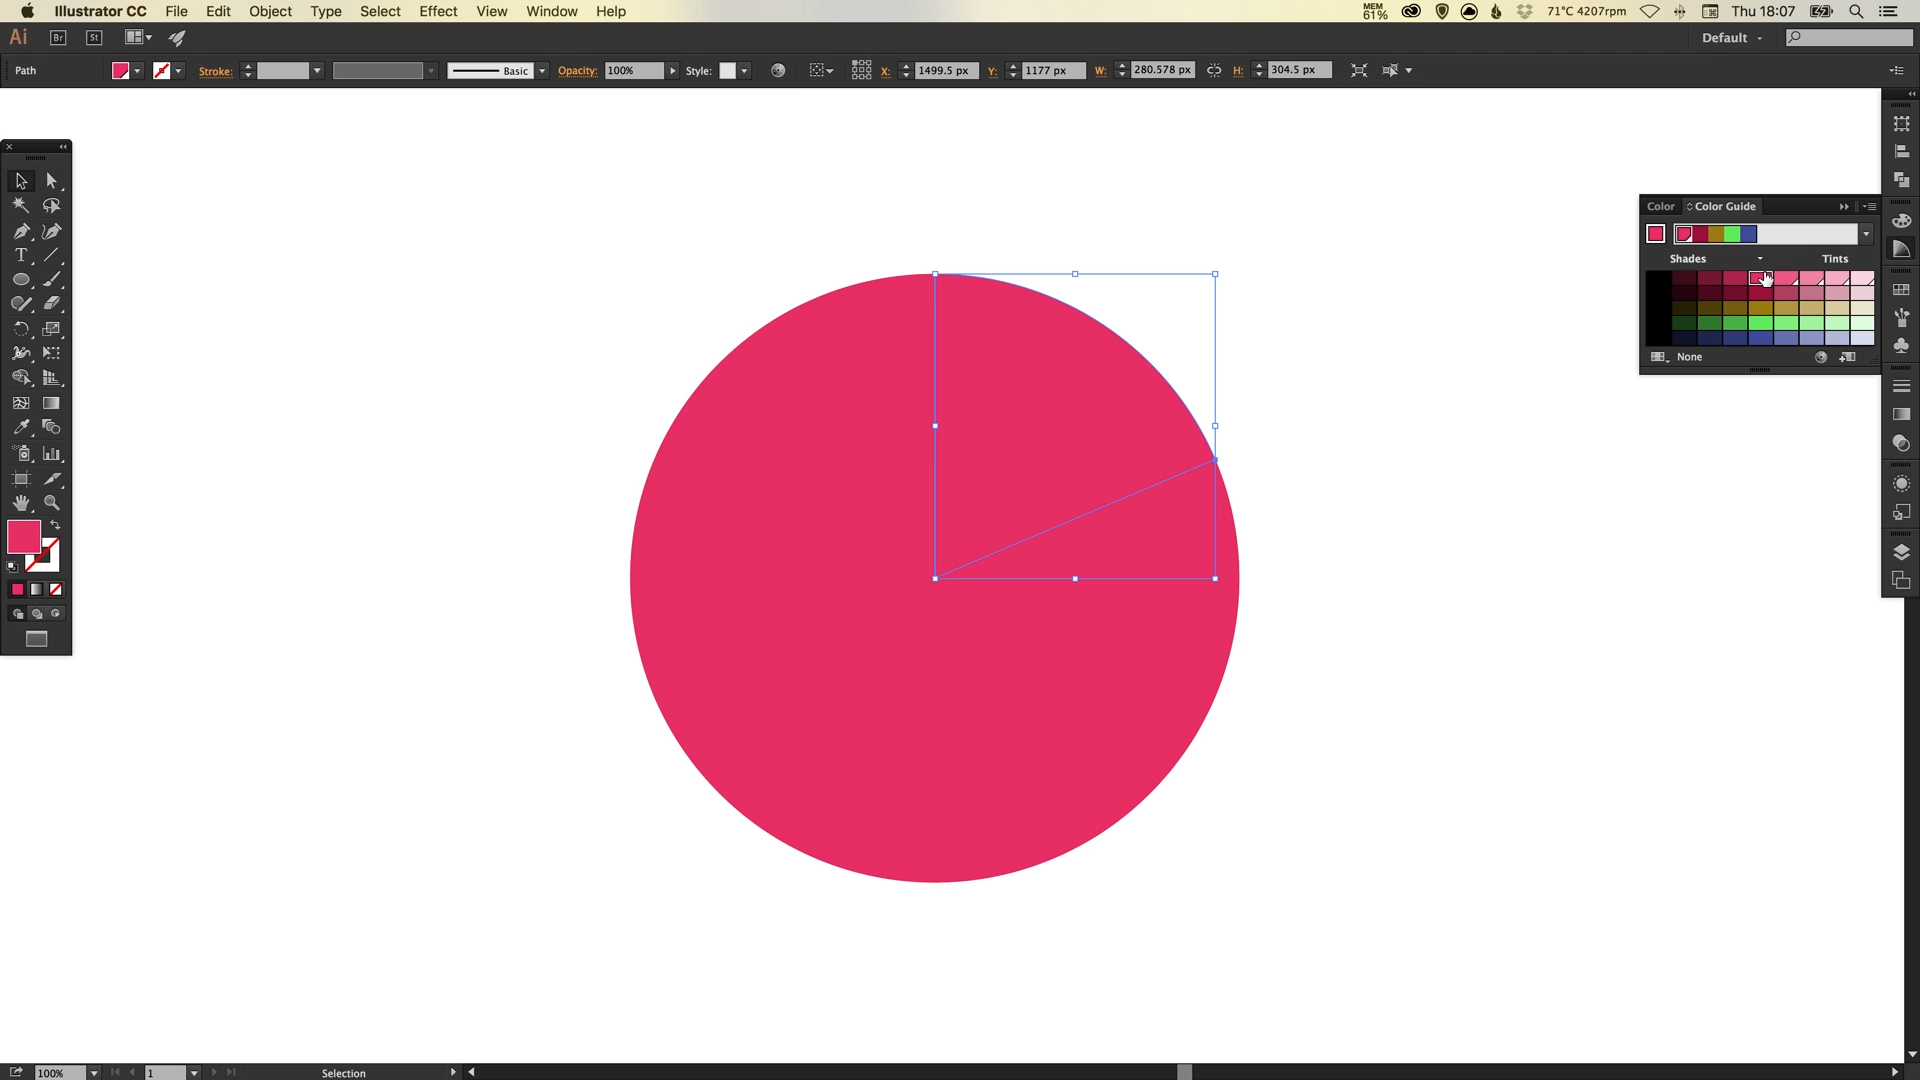 Illustrator CC File Edit Object Type Select Effect View Window Help MEM 61% 71°C 4207rpm Thu 18:07
Ai Br St Default
Path Stroke: Basic Opacity: 100% Style: X: 1499.5 px Y: 1177 px W: 280.578 px H: 304.5 px
Color Color Guide
Shades Tints
None
T
100% 1 Selection